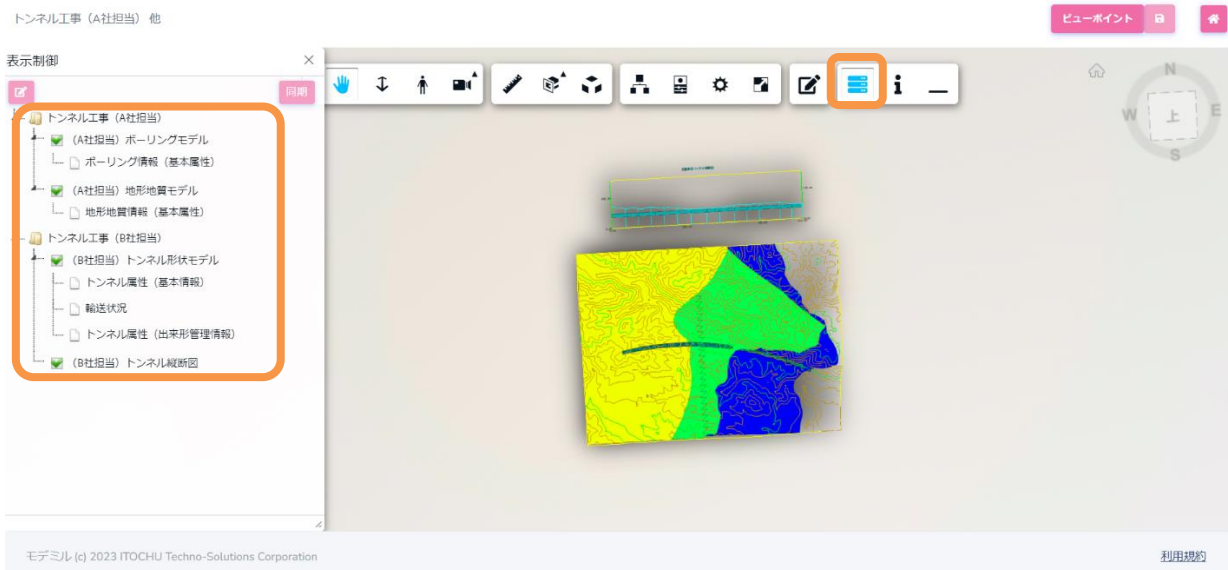 トンネル工事（A社担当）他
ビューポイント
表示制御
同期
トンネル工事（A社担当）
（A社担当）ボーリングモデル
ボーリング情報（基本属性）
（A社担当）地形地質モデル
地形地質情報（基本属性）
トンネル工事（B社担当）
（B社担当）トンネル形状モデル
トンネル属性（基本情報）
輸送状況
トンネル属性（出来形管理情報）
（B社担当）トンネル縦断図
N
W
上
E
S
モデミル (c) 2023 ITOCHU Techno-Solutions Corporation
利用規約